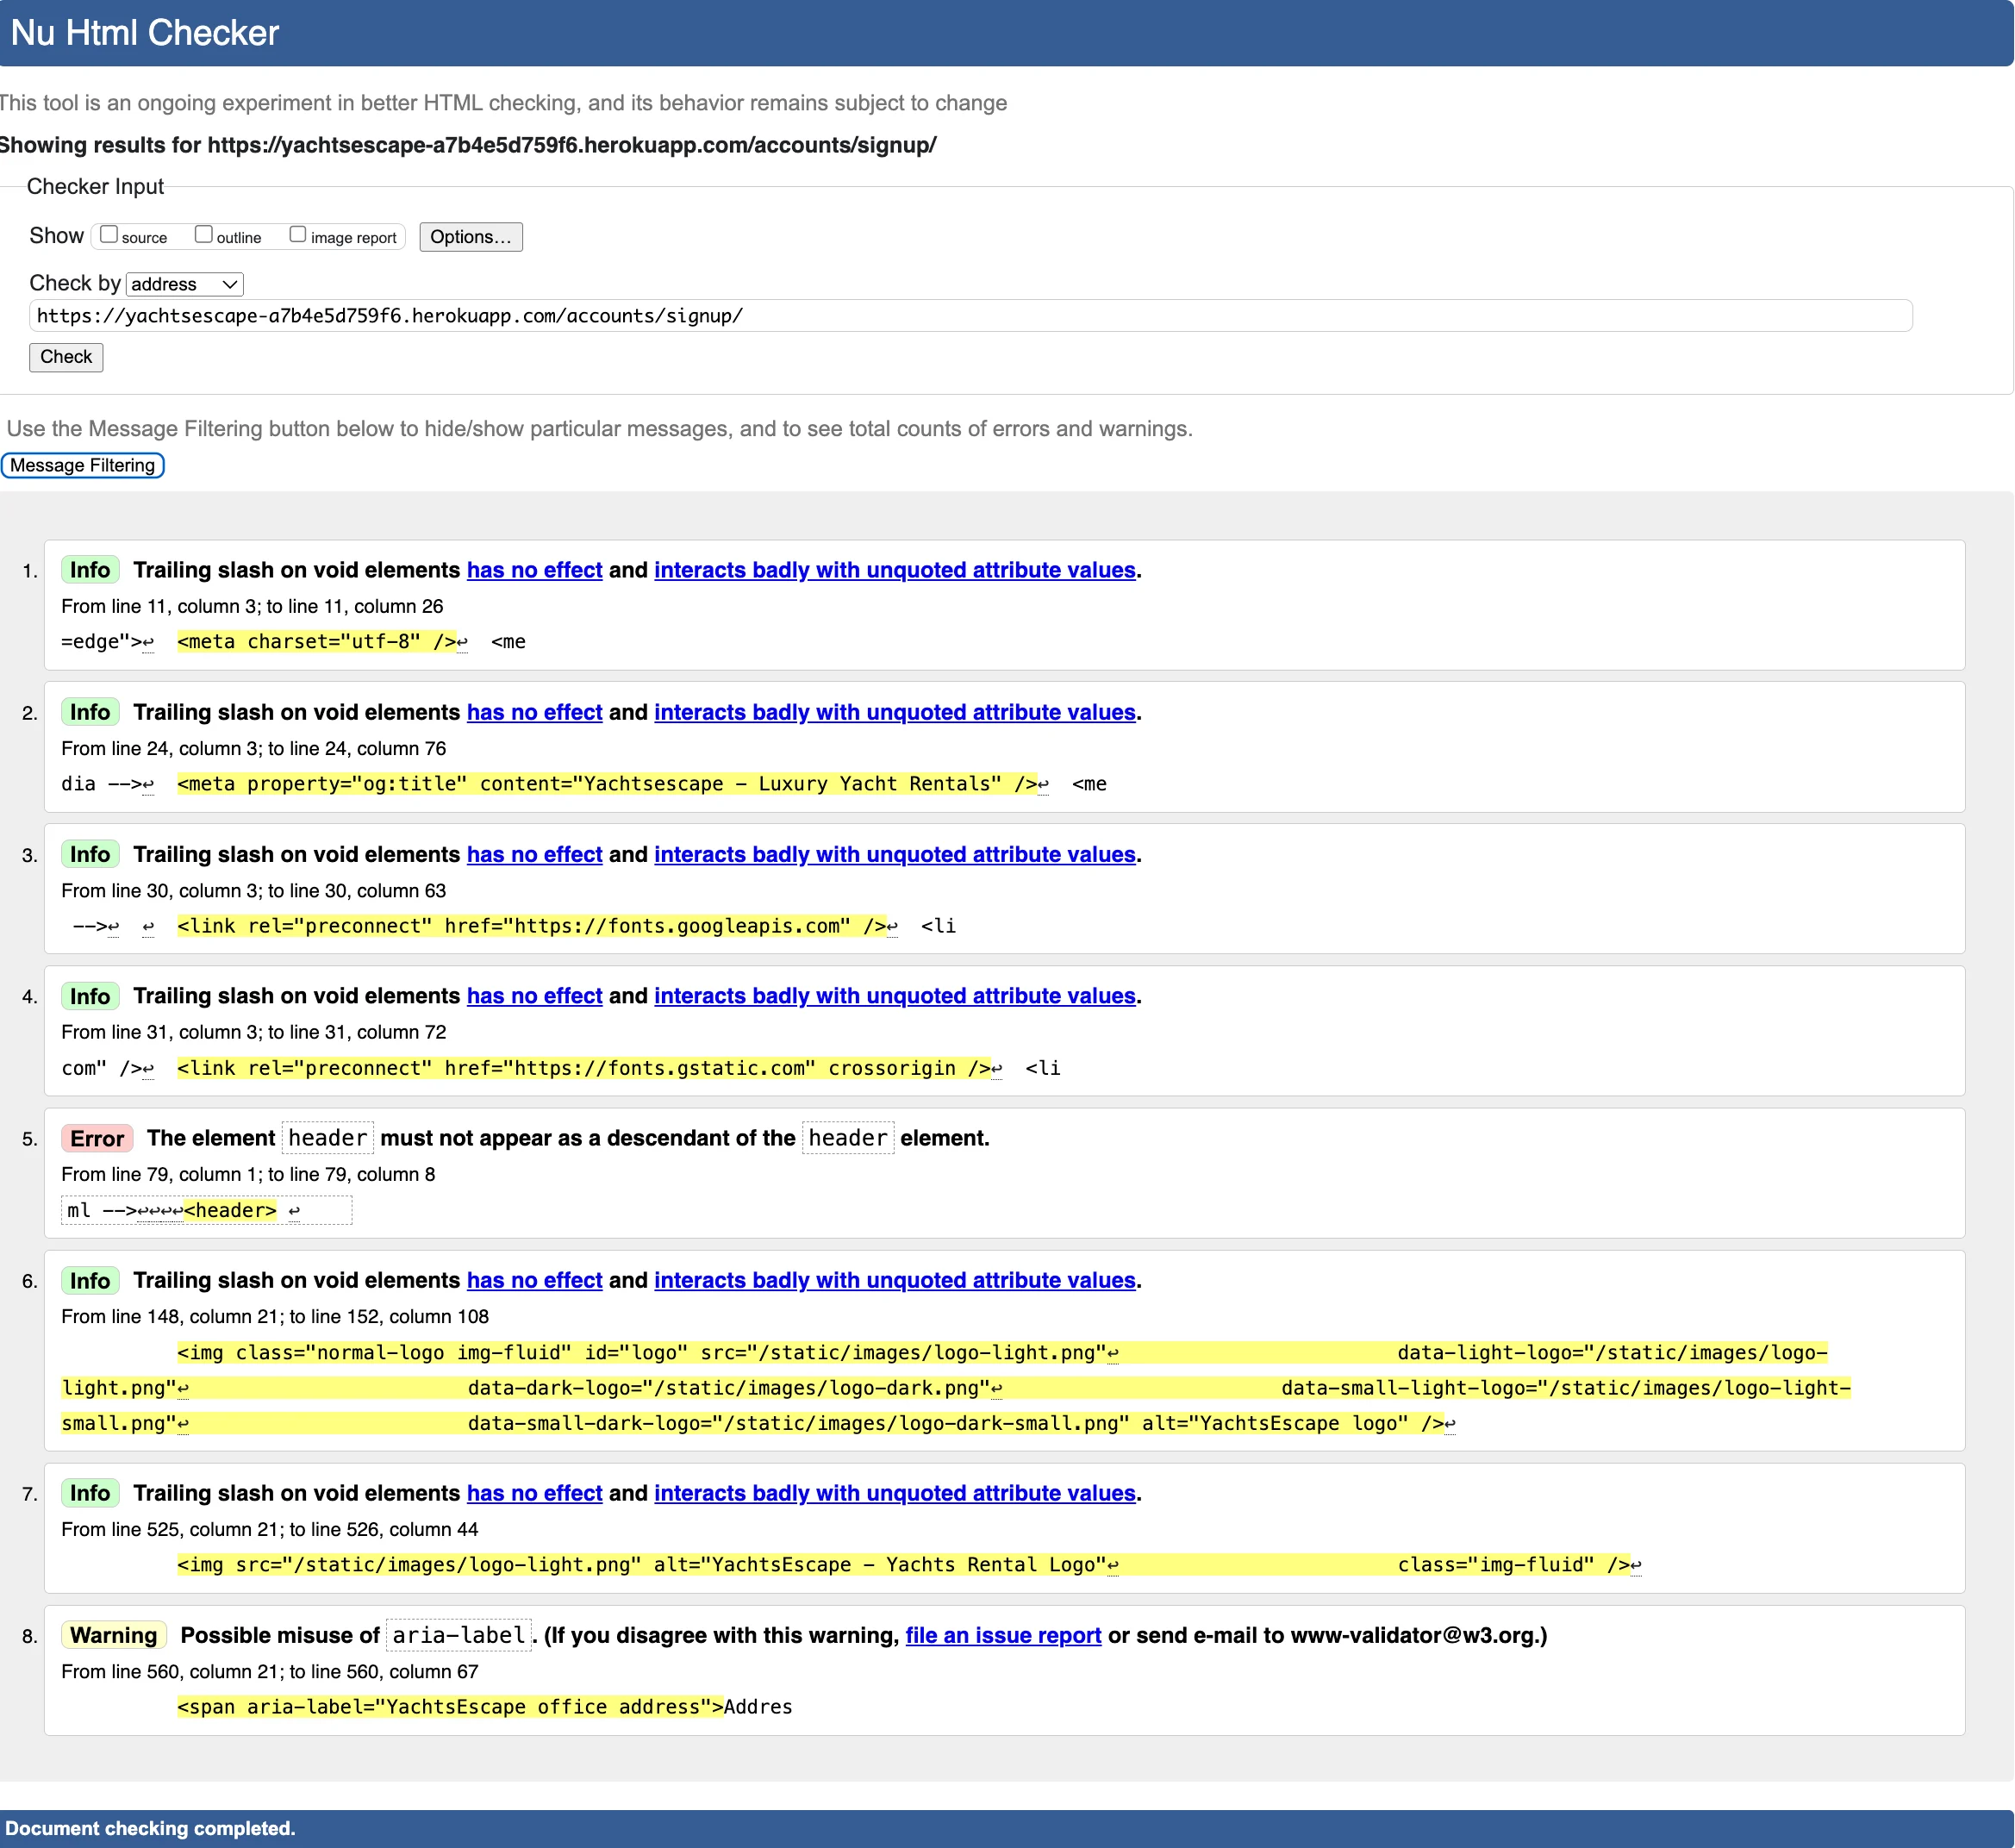 Nu Html Checker
This tool is an ongoing experiment in better HTML checking, and its behavior remains subject to change
Showing results for https://yachtsescape-a7b4e5d759f6.herokuapp.com/accounts/signup/
Checker Input
Show source outline image report Options...
Check by address
https://yachtsescape-a7b4e5d759f6.herokuapp.com/accounts/signup/
Check
Use the Message Filtering button below to hide/show particular messages, and to see total counts of errors and warnings.
Message Filtering
1. Info Trailing slash on void elements has no effect and interacts badly with unquoted attribute values.
From line 11, column 3; to line 11, column 26
=edge">↩ <meta charset="utf-8" />↩ <me
2. Info Trailing slash on void elements has no effect and interacts badly with unquoted attribute values.
From line 24, column 3; to line 24, column 76
dia -->↩ <meta property="og:title" content="Yachtsescape - Luxury Yacht Rentals" />↩ <me
3. Info Trailing slash on void elements has no effect and interacts badly with unquoted attribute values.
From line 30, column 3; to line 30, column 63
-->↩ ↩ <link rel="preconnect" href="https://fonts.googleapis.com" />↩ <li
4. Info Trailing slash on void elements has no effect and interacts badly with unquoted attribute values.
From line 31, column 3; to line 31, column 72
com" />↩ <link rel="preconnect" href="https://fonts.gstatic.com" crossorigin />↩ <li
5. Error The element header must not appear as a descendant of the header element.
From line 79, column 1; to line 79, column 8
ml -->↩↩↩↩<header> ↩
6. Info Trailing slash on void elements has no effect and interacts badly with unquoted attribute values.
From line 148, column 21; to line 152, column 108
<img class="normal-logo img-fluid" id="logo" src="/static/images/logo-light.png"↩ data-light-logo="/static/images/logo-
light.png"↩ data-dark-logo="/static/images/logo-dark.png"↩ data-small-light-logo="/static/images/logo-light-
small.png"↩ data-small-dark-logo="/static/images/logo-dark-small.png" alt="YachtsEscape logo" />↩
7. Info Trailing slash on void elements has no effect and interacts badly with unquoted attribute values.
From line 525, column 21; to line 526, column 44
<img src="/static/images/logo-light.png" alt="YachtsEscape - Yachts Rental Logo"↩ class="img-fluid" />↩
8. Warning Possible misuse of aria-label. (If you disagree with this warning, file an issue report or send e-mail to www-validator@w3.org.)
From line 560, column 21; to line 560, column 67
<span aria-label="YachtsEscape office address">Addres
Document checking completed.